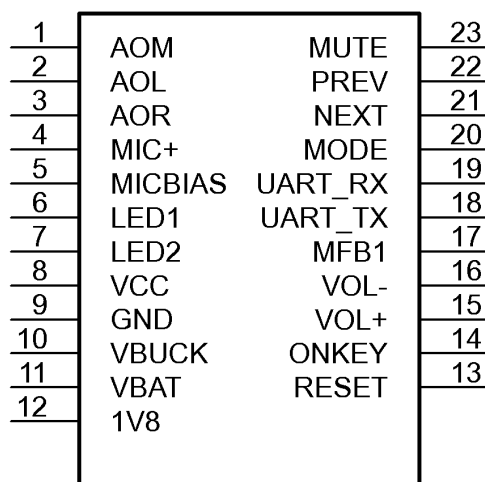 1 AOM MUTE 23
2 AOL PREV 22
3 AOR NEXT 21
4 MIC+ MODE 20
5 MICBIAS UART_RX 19
6 LED1 UART_TX 18
7 LED2 MFB1 17
8 VCC VOL- 16
9 GND VOL+ 15
10 VBUCK ONKEY 14
11 VBAT RESET 13
12 1V8